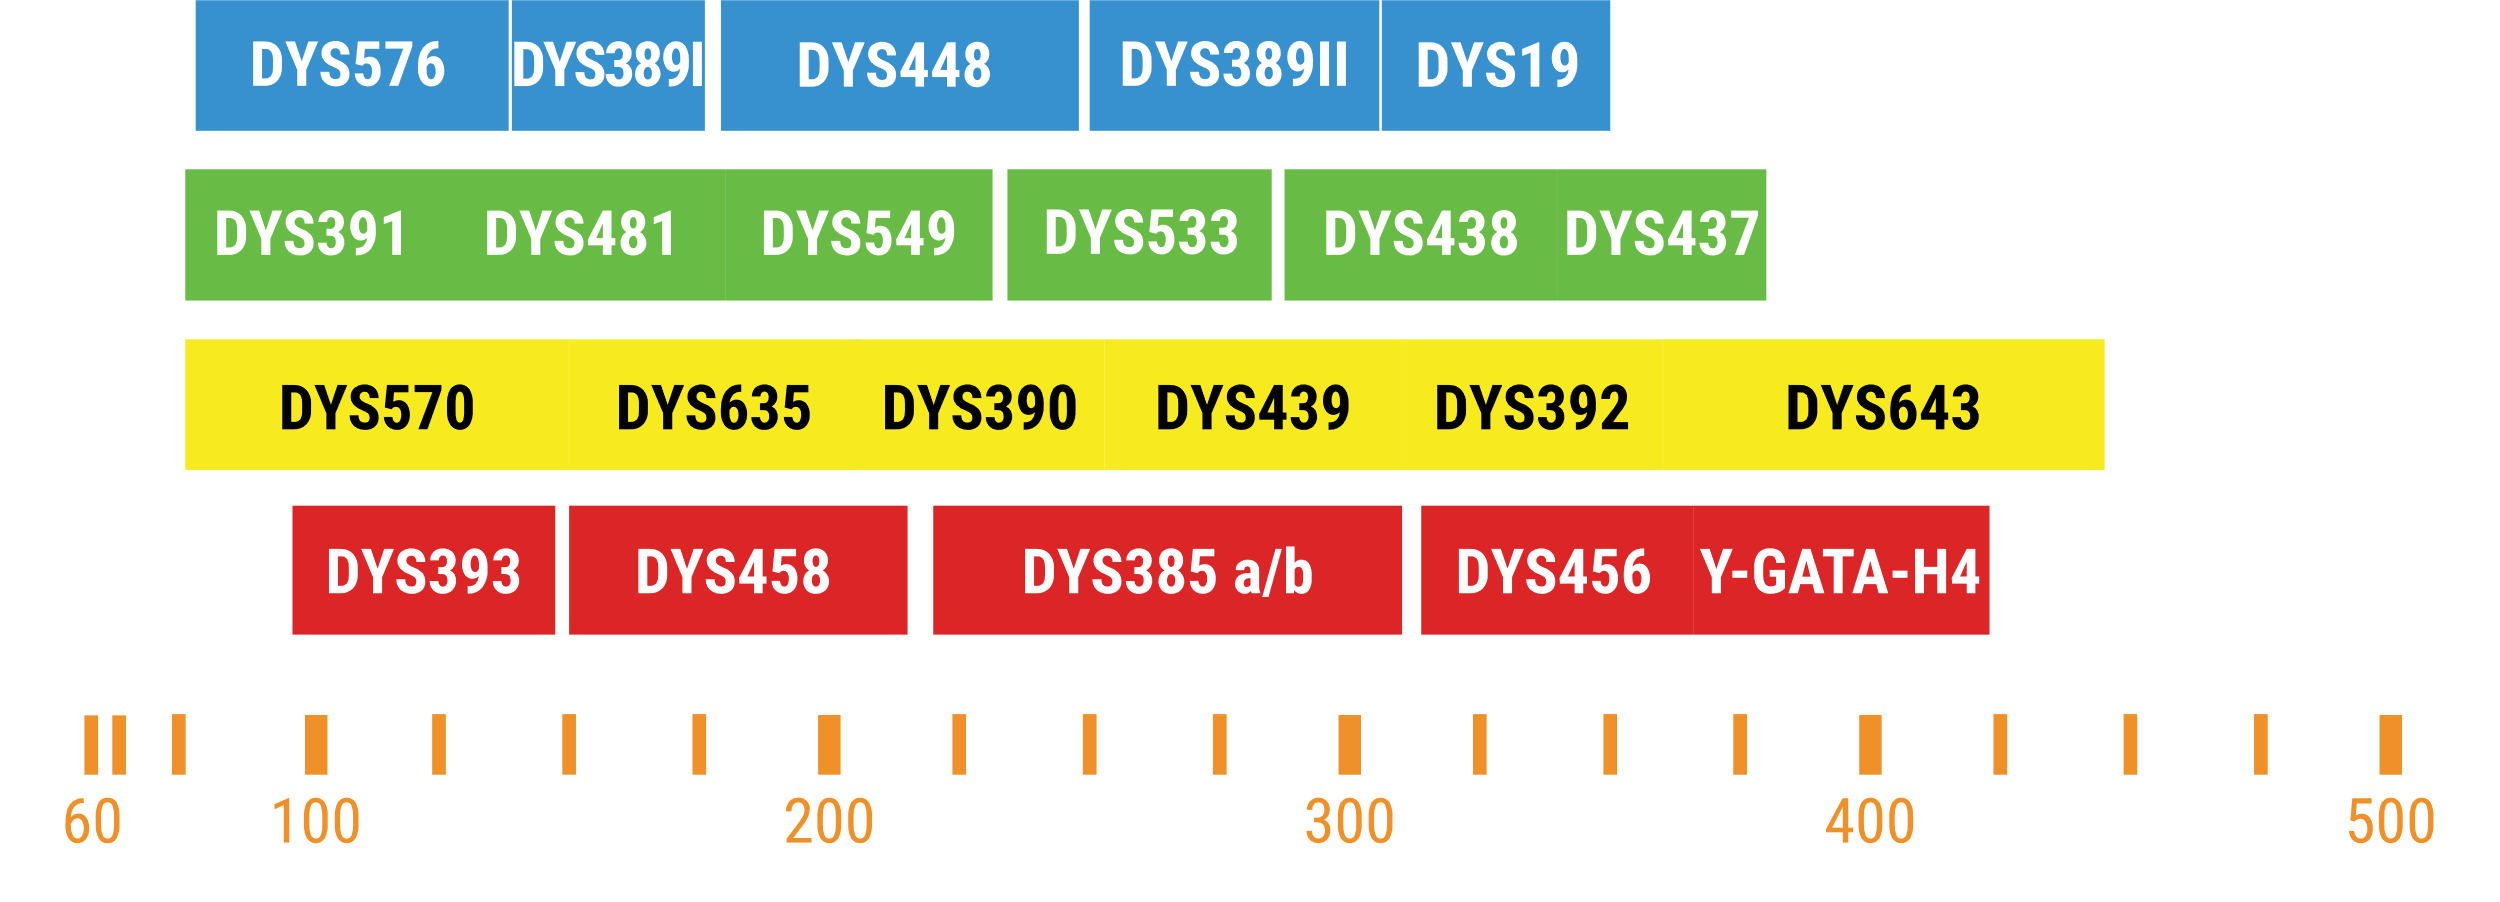 DYS576 DYS389I DYS448 DYS389II DYS19
DYS391 DYS481 DYS549 DYS533 DYS438 DYS437
DYS570 DYS635 DYS390 DYS439 DYS392 DYS643
DYS393 DYS458 DYS385 a/b DYS456 Y-GATA-H4
60 100 200 300 400 500